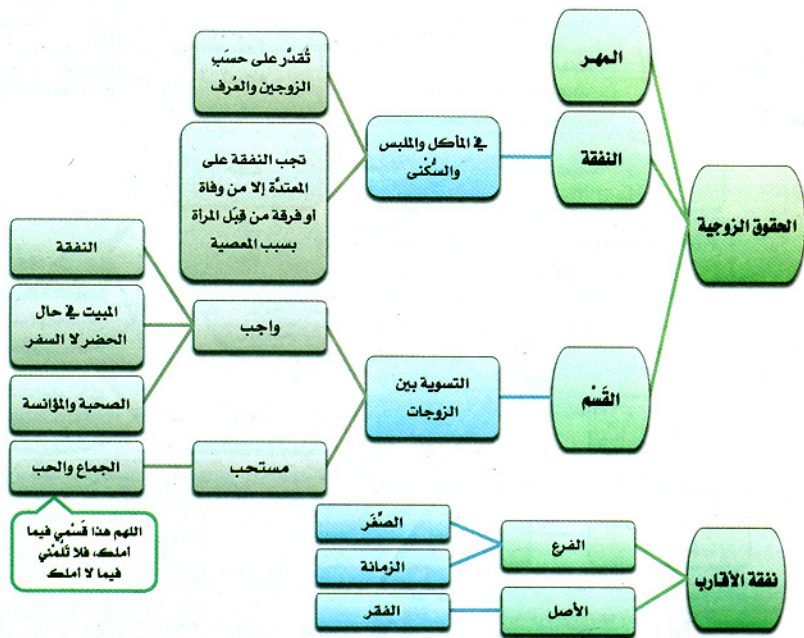 الحقوق الزوجية
المهر
النفقة
في المأكل والملبس
والسُّكْنى
تُقدَّر على حسَبِ
الزوجين والعُرف
تجب النفقة على
المعتدَّة إلا من وفاة
او فرقة من قِبَل المرأة
بسبب المعصية
القَسْم
التسوية بين
الزوجات
واجب
النفقة
المبيت في حال
الحضر لا السفر
الصحبة والمؤانسة
مستحب
الجماع والحب
اللهم هذا قَسْمي فيما
أملك، فلا تَلُمْني
فيما لا أملك
نفقة الأقارب
الفرع
الصِّغَر
الزمانة
الأصل
الفقر